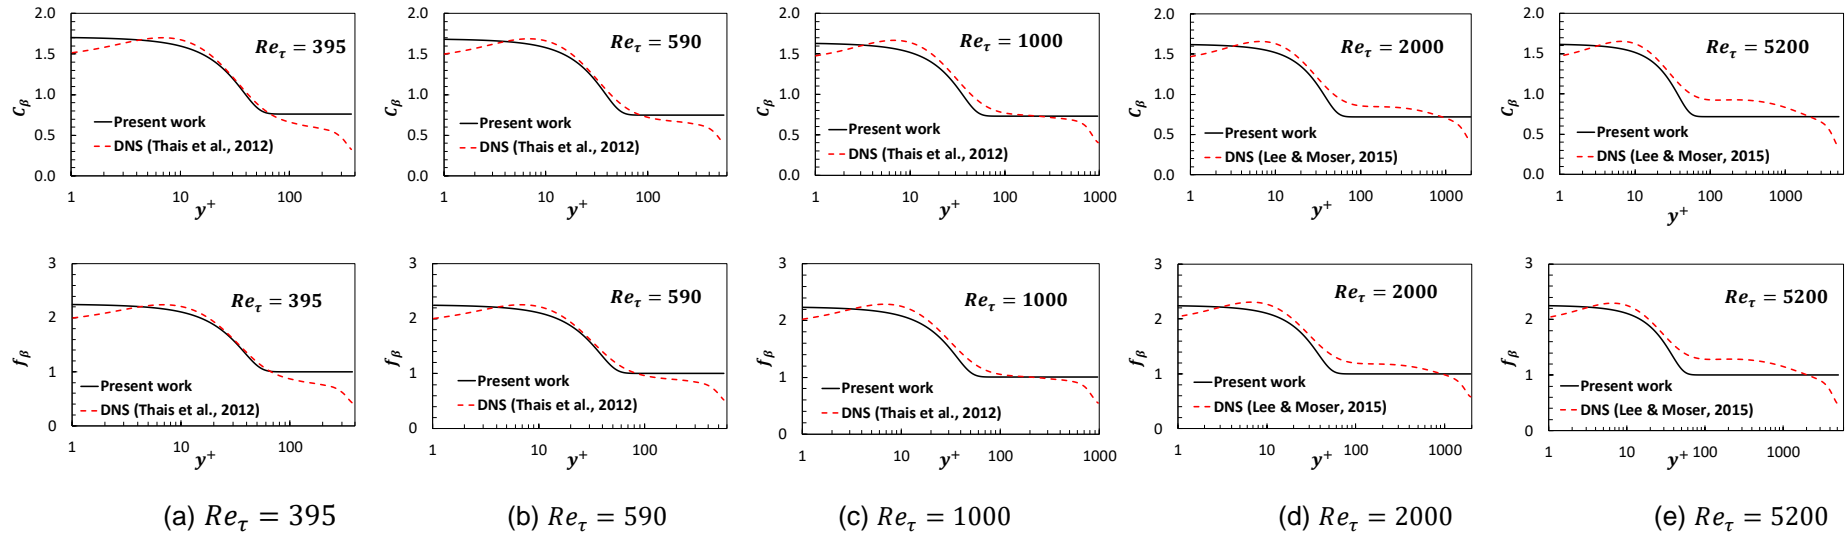 2.0
1.5
1.0
0.5
0.0
C_β
Re_τ = 395
Present work
DNS (Thais et al., 2012)
1 10 100
y⁺
2.0
1.5
1.0
0.5
0.0
C_β
Re_τ = 590
Present work
DNS (Thais et al., 2012)
1 10 100
y⁺
2.0
1.5
1.0
0.5
0.0
C_β
Re_τ = 1000
Present work
DNS (Thais et al., 2012)
1 10 100 1000
y⁺
2.0
1.5
1.0
0.5
0.0
C_β
Re_τ = 2000
Present work
DNS (Lee & Moser, 2015)
1 10 100 1000
y⁺
2.0
1.5
1.0
0.5
0.0
C_β
Re_τ = 5200
Present work
DNS (Lee & Moser, 2015)
1 10 100 1000
y⁺
3
2
1
0
f_β
Re_τ = 395
Present work
DNS (Thais et al., 2012)
1 10 100
y⁺
3
2
1
0
f_β
Re_τ = 590
Present work
DNS (Thais et al., 2012)
1 10 100
y⁺
3
2
1
0
f_β
Re_τ = 1000
Present work
DNS (Thais et al., 2012)
1 10 100 1000
y⁺
3
2
1
0
f_β
Re_τ = 2000
Present work
DNS (Lee & Moser, 2015)
1 10 100 1000
y⁺
3
2
1
0
f_β
Re_τ = 5200
Present work
DNS (Lee & Moser, 2015)
1 10 100 1000
y⁺
(a) Re_τ = 395
(b) Re_τ = 590
(c) Re_τ = 1000
(d) Re_τ = 2000
(e) Re_τ = 5200